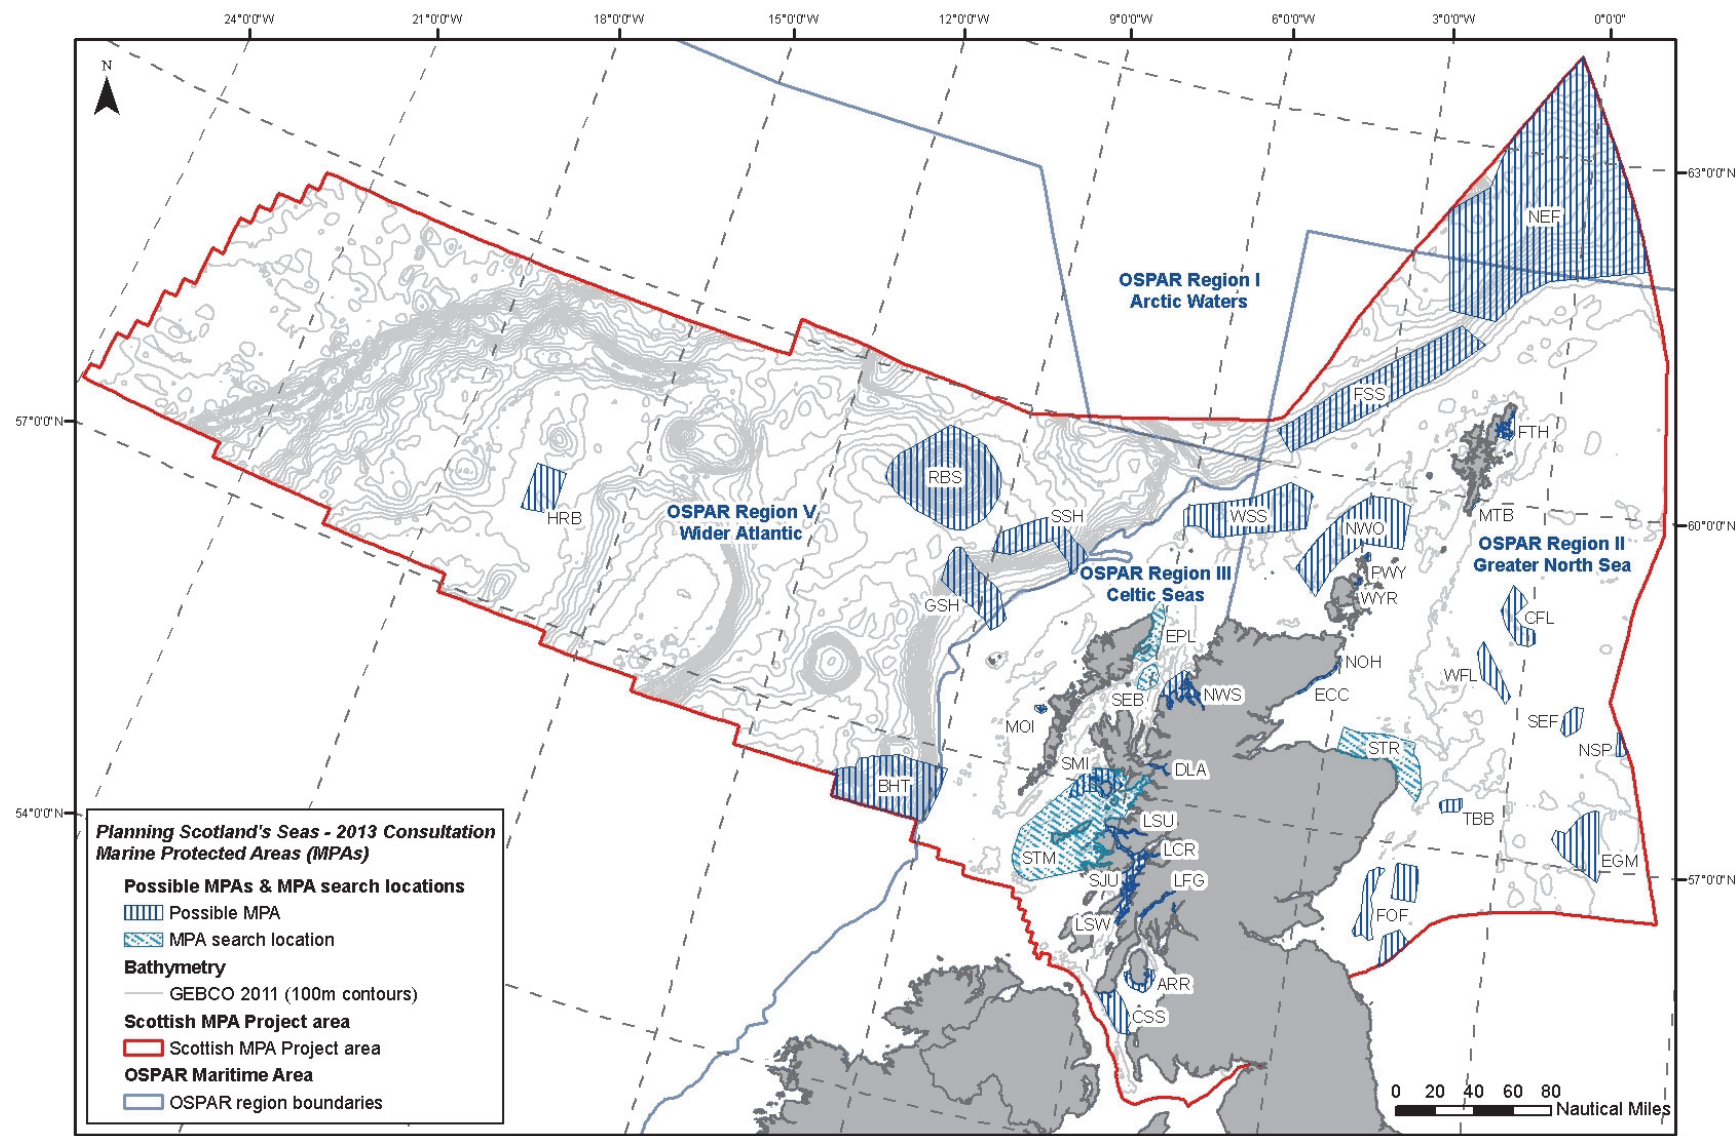 24°0'0"W
21°0'0"W
18°0'0"W
15°0'0"W
12°0'0"W
9°0'0"W
6°0'0"W
3°0'0"W
0°0'0"
N
63°0'0"N
NEF
OSPAR Region I
Arctic Waters
FSS
57°0'0"N
FTH
RBS
HRB
OSPAR Region V
Wider Atlantic
SSH
WSS
NWO
MTB
60°0'0"N
OSPAR Region II
Greater North Sea
OSPAR Region III
Celtic Seas
PWY
WYR
GSH
CFL
EPL
NOH
WFL
SEB
NWS
ECC
MOI
SEF
STR
NSP
SMI
DLA
BHT
54°0'0"N
LSU
TBB
STM
LCR
EGM
SJU
LFG
57°0'0"N
LSW
FOF
ARR
CSS
Planning Scotland's Seas - 2013 Consultation
Marine Protected Areas (MPAs)
Possible MPAs & MPA search locations
Possible MPA
MPA search location
Bathymetry
GEBCO 2011 (100m contours)
Scottish MPA Project area
Scottish MPA Project area
OSPAR Maritime Area
OSPAR region boundaries
0 20 40 60 80
Nautical Miles